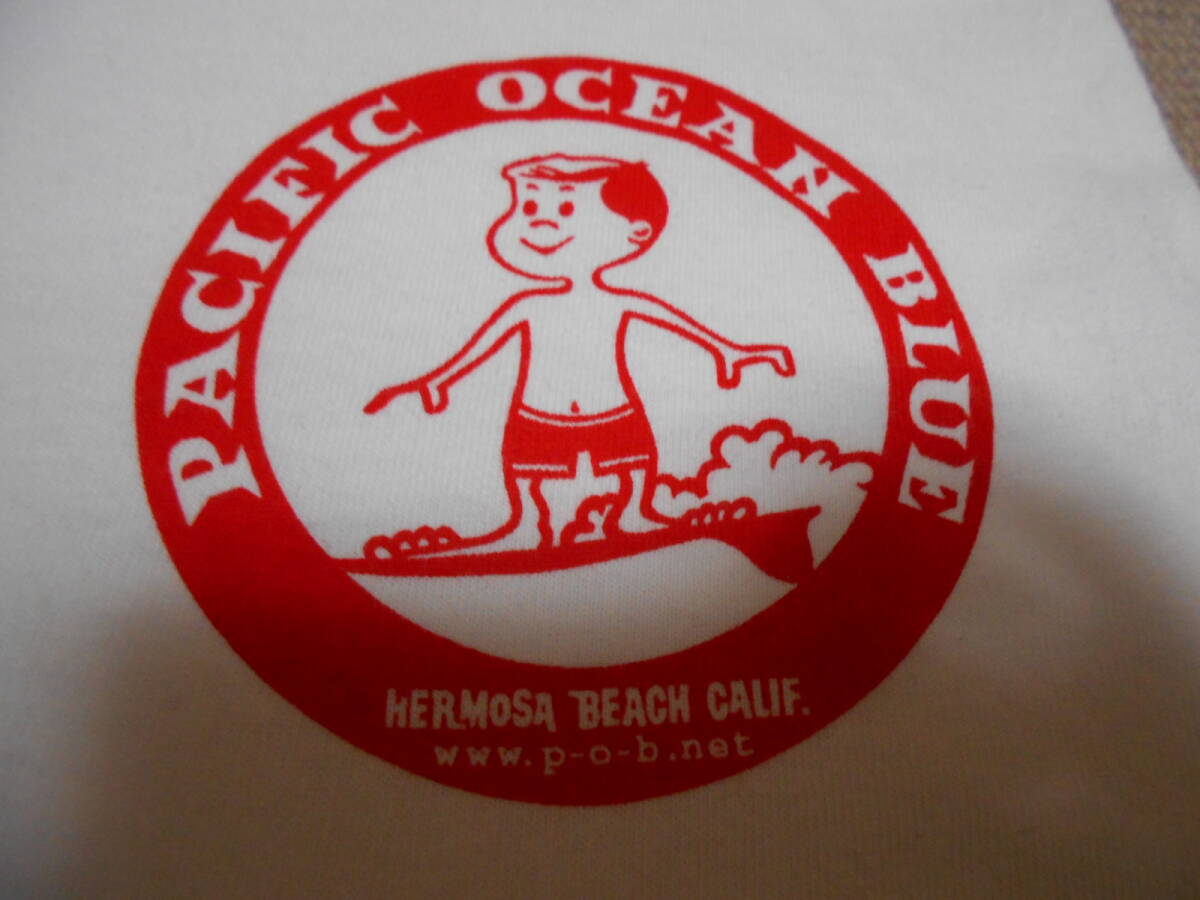 PACIFIC OCEAN BLUE
HERMOSA BEACH CALIF.
www.p-o-b.net